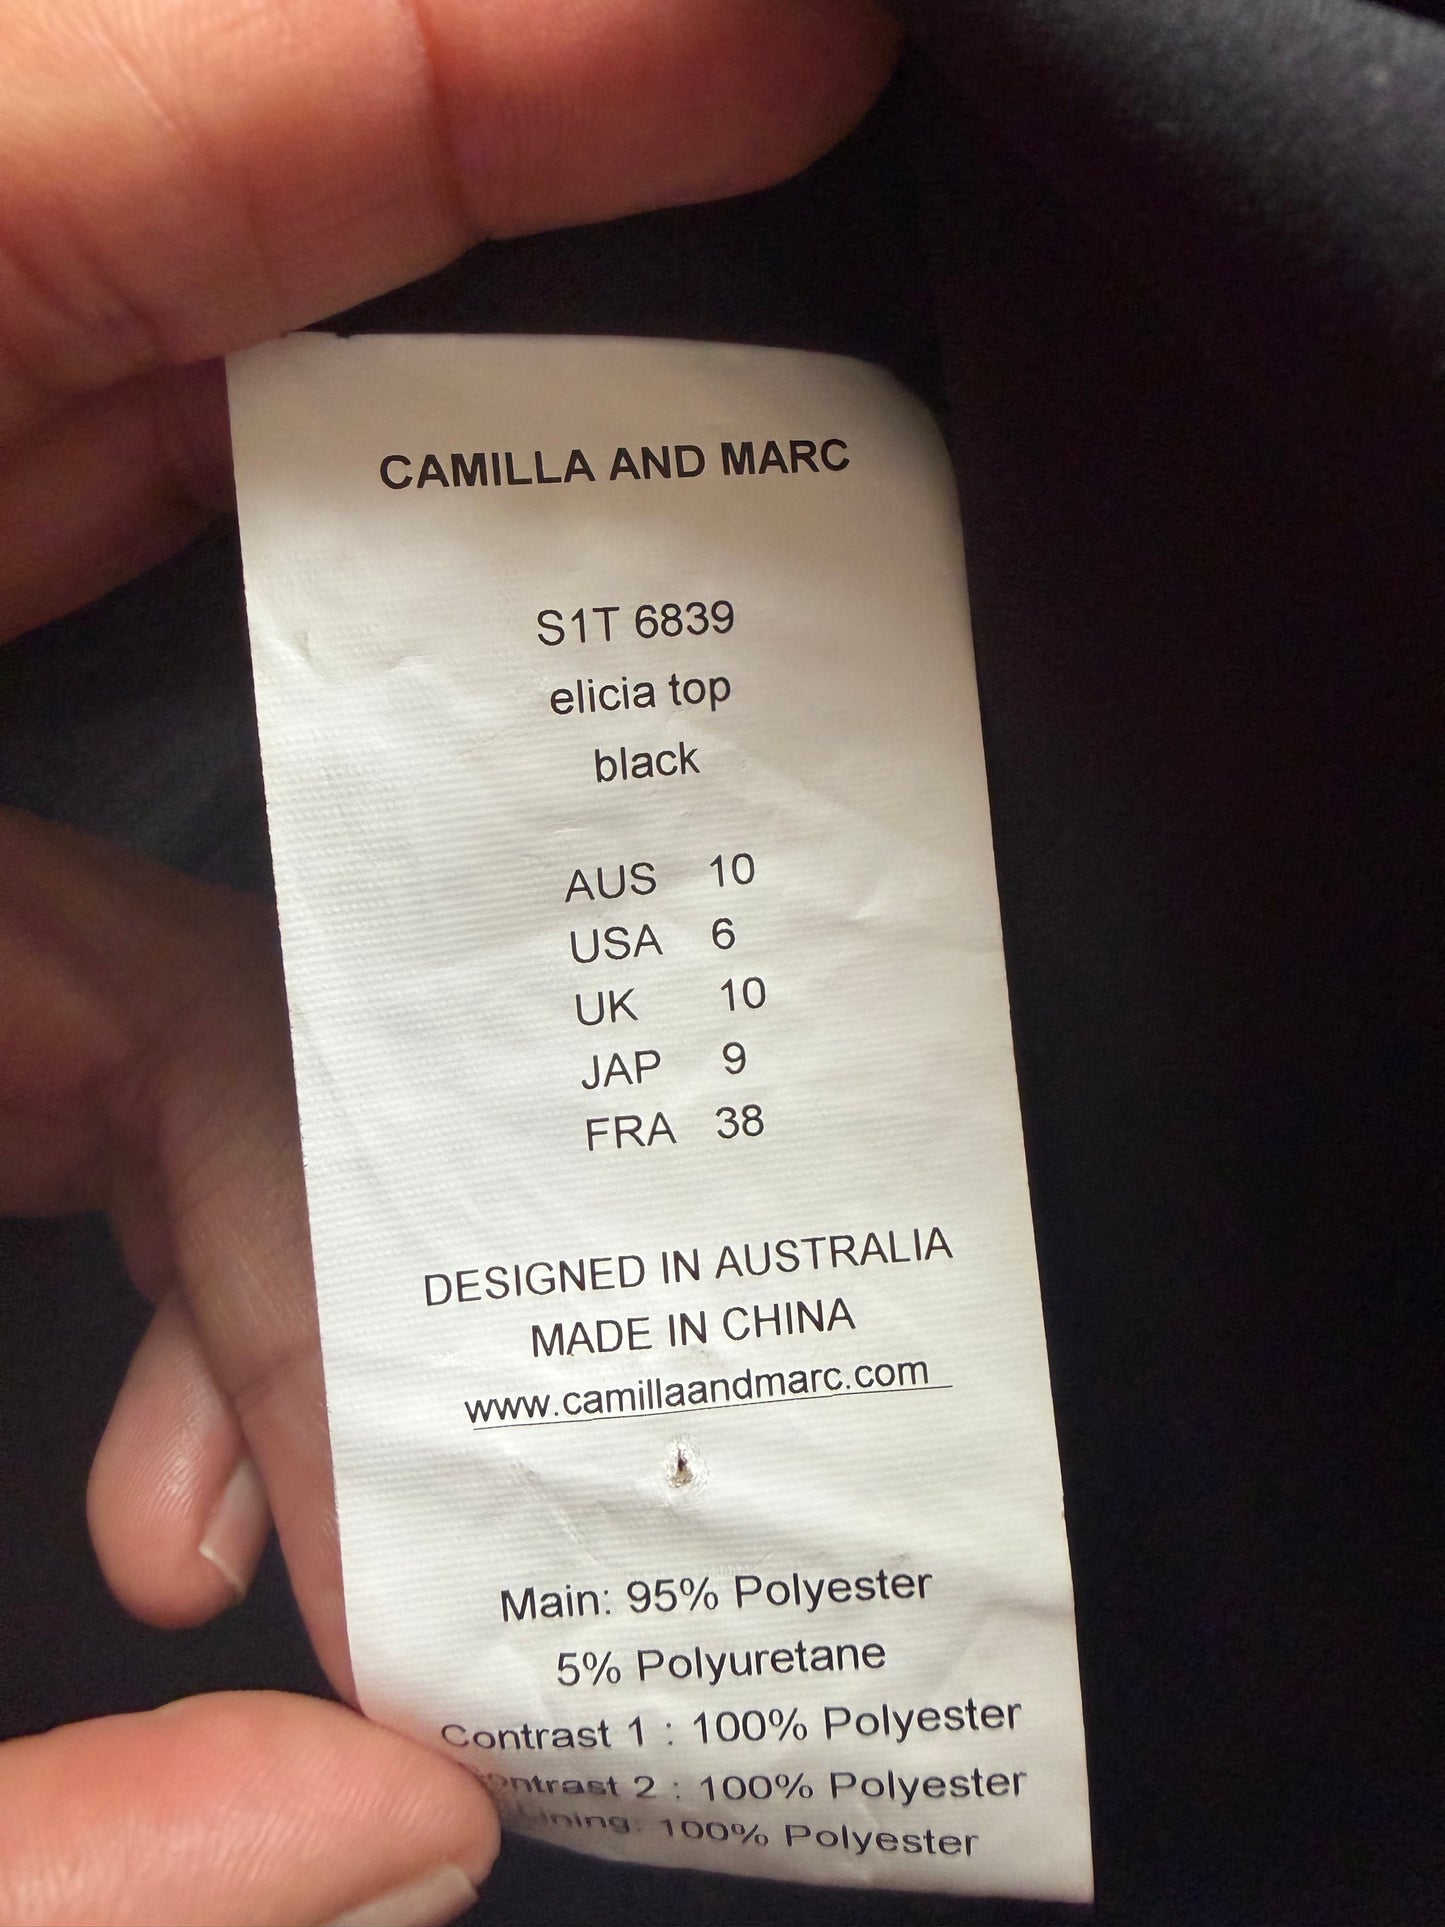 CAMILLA AND MARC
S1T 6839
elicia top
black
AUS 10
USA 6
UK 10
JAP 9
FRA 38
DESIGNED IN AUSTRALIA
MADE IN CHINA
www.camillaandmarc.com
Main: 95% Polyester
5% Polyuretane
Contrast 1 : 100% Polyester
Contrast 2 : 100% Polyester
Lining: 100% Polyester